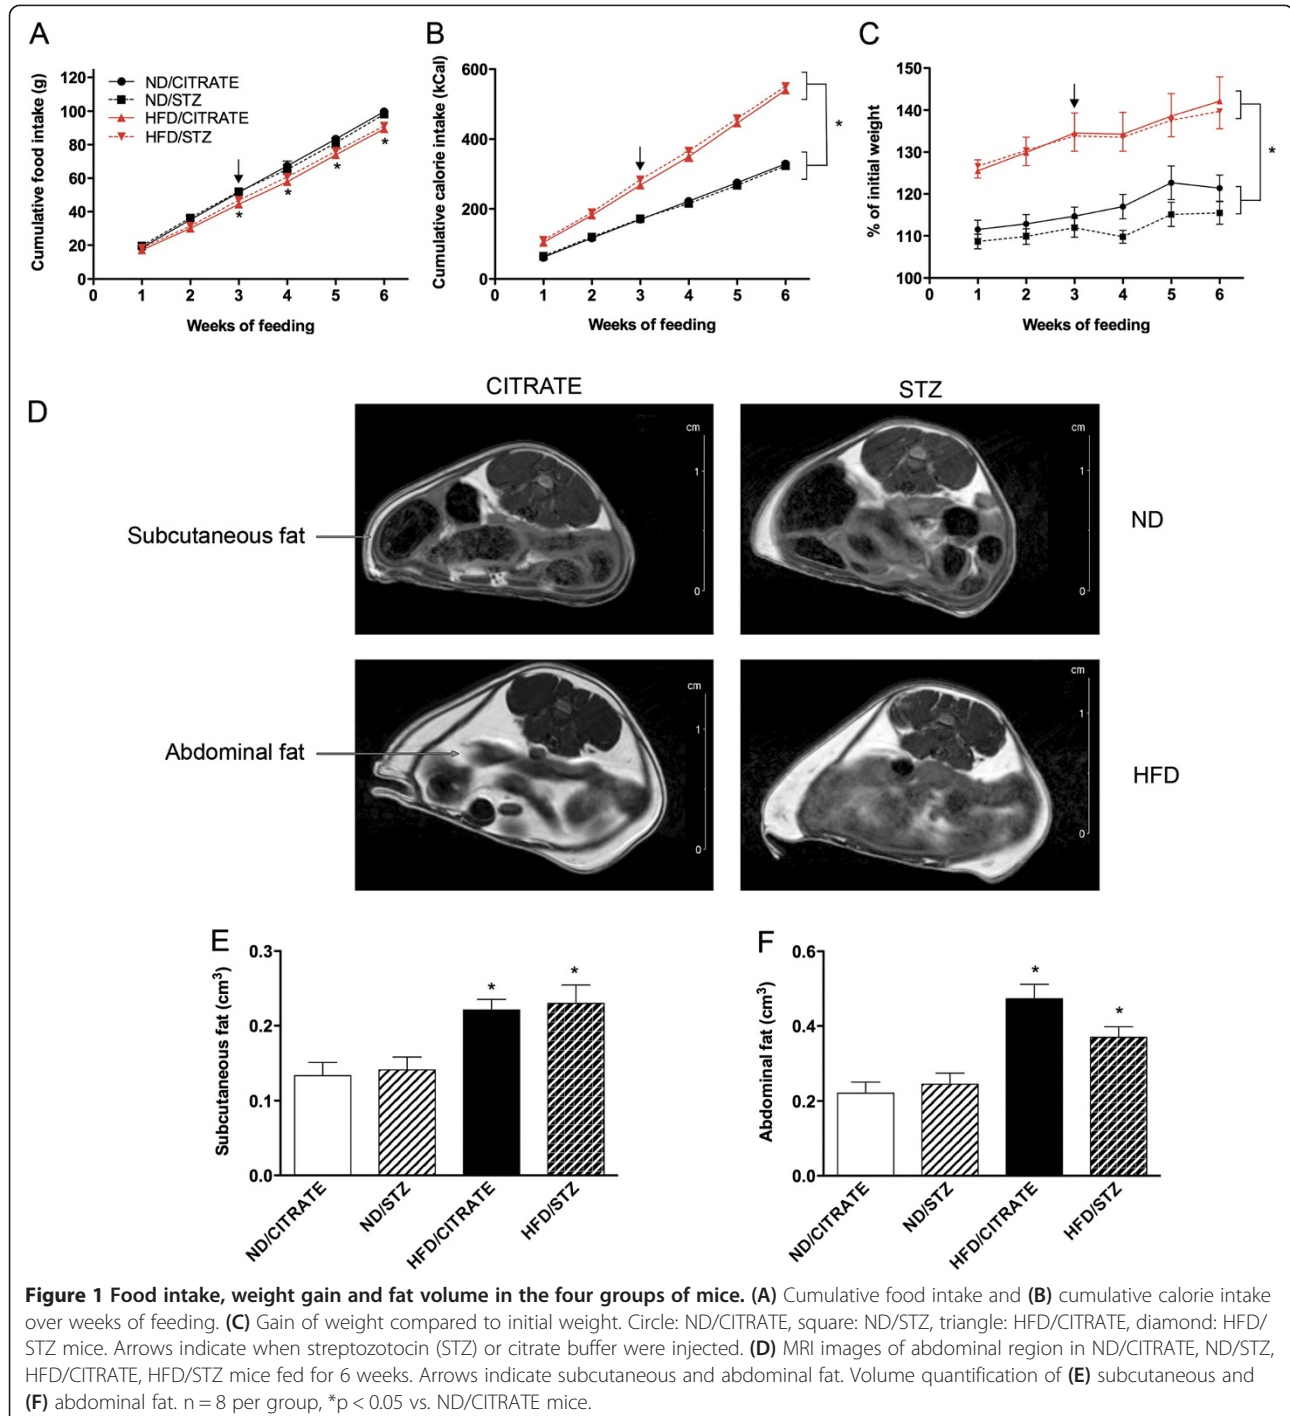 A
Cumulative food intake (g)
120
100
80
60
40
20
0
0 1 2 3 4 5 6
Weeks of feeding
ND/CITRATE
ND/STZ
HFD/CITRATE
HFD/STZ
* * * *
B
Cumulative calorie intake (kCal)
600
400
200
0
0 1 2 3 4 5 6
Weeks of feeding
*
C
% of initial weight
150
140
130
120
110
100
0 1 2 3 4 5 6
Weeks of feeding
*
D
CITRATE STZ
cm
1
0
cm
1
0
Subcutaneous fat
ND
cm
1
0
cm
1
0
Abdominal fat
HFD
E
Subcutaneous fat (cm³)
0.3
0.2
0.1
0.0
* *
ND/CITRATE
ND/STZ
HFD/CITRATE
HFD/STZ
F
Abdominal fat (cm³)
0.6
0.4
0.2
0.0
* *
ND/CITRATE
ND/STZ
HFD/CITRATE
HFD/STZ
Figure 1 Food intake, weight gain and fat volume in the four groups of mice. (A) Cumulative food intake and (B) cumulative calorie intake
over weeks of feeding. (C) Gain of weight compared to initial weight. Circle: ND/CITRATE, square: ND/STZ, triangle: HFD/CITRATE, diamond: HFD/
STZ mice. Arrows indicate when streptozotocin (STZ) or citrate buffer were injected. (D) MRI images of abdominal region in ND/CITRATE, ND/STZ,
HFD/CITRATE, HFD/STZ mice fed for 6 weeks. Arrows indicate subcutaneous and abdominal fat. Volume quantification of (E) subcutaneous and
(F) abdominal fat. n = 8 per group, *p < 0.05 vs. ND/CITRATE mice.